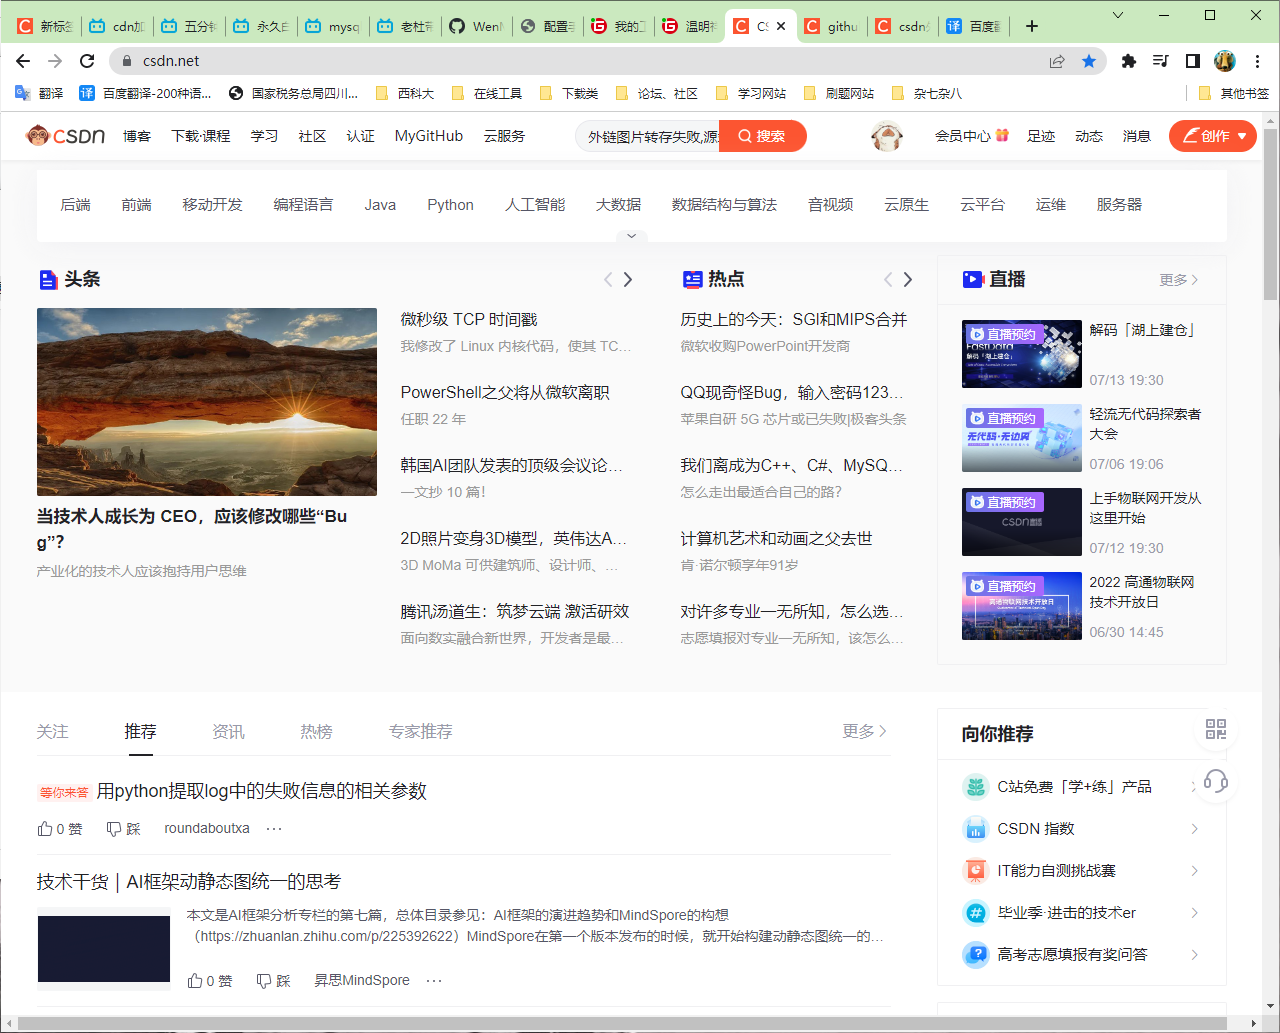 新标签
cdn加
五分钟
永久白
mysq
老杜带
WenM
配置手
我的工
温明祥
CS
githu
csdn分
百度翻
csdn.net
翻译
百度翻译-200种语...
国家税务总局四川...
西科大
在线工具
下载类
论坛、社区
学习网站
刷题网站
杂七杂八
其他书签
CSDN
博客
下载·课程
学习
社区
认证
MyGitHub
云服务
外链图片转存失败,源
搜索
会员中心
足迹
动态
消息
创作
后端
前端
移动开发
编程语言
Java
Python
人工智能
大数据
数据结构与算法
音视频
云原生
云平台
运维
服务器
头条
当技术人成长为 CEO，应该修改哪些“Bu
g”？
产业化的技术人应该抱持用户思维
微秒级 TCP 时间戳
我修改了 Linux 内核代码，使其 TC...
PowerShell之父将从微软离职
任职 22 年
韩国AI团队发表的顶级会议论...
一文抄 10 篇！
2D照片变身3D模型，英伟达A...
3D MoMa 可供建筑师、设计师、...
腾讯汤道生：筑梦云端 激活研效
面向数实融合新世界，开发者是最...
热点
历史上的今天：SGI和MIPS合并
微软收购PowerPoint开发商
QQ现奇怪Bug，输入密码123...
苹果自研 5G 芯片或已失败|极客头条
我们离成为C++、C#、MySQ...
怎么走出最适合自己的路？
计算机艺术和动画之父去世
肯·诺尔顿享年91岁
对许多专业一无所知，怎么选...
志愿填报对专业一无所知，该怎么...
直播
更多
直播预约
FastData
解码「湖上建仓」
解码「湖上建仓」
07/13 19:30
直播预约
无代码·无边界
轻流无代码探索者
大会
07/06 19:06
直播预约
CSDN
上手物联网开发从
这里开始
07/12 19:30
直播预约
高通物联网技术开放日
2022 高通物联网
技术开放日
06/30 14:45
关注
推荐
资讯
热榜
专家推荐
更多
等你来答
用python提取log中的失败信息的相关参数
0 赞
踩
roundaboutxa
···
技术干货 | AI框架动静态图统一的思考
本文是AI框架分析专栏的第七篇，总体目录参见：AI框架的演进趋势和MindSpore的构想
（https://zhuanlan.zhihu.com/p/225392622）MindSpore在第一个版本发布的时候，就开始构建动静态图统一的...
0 赞
踩
昇思MindSpore
···
向你推荐
C站免费「学+练」产品
CSDN 指数
IT能力自测挑战赛
毕业季·进击的技术er
高考志愿填报有奖问答